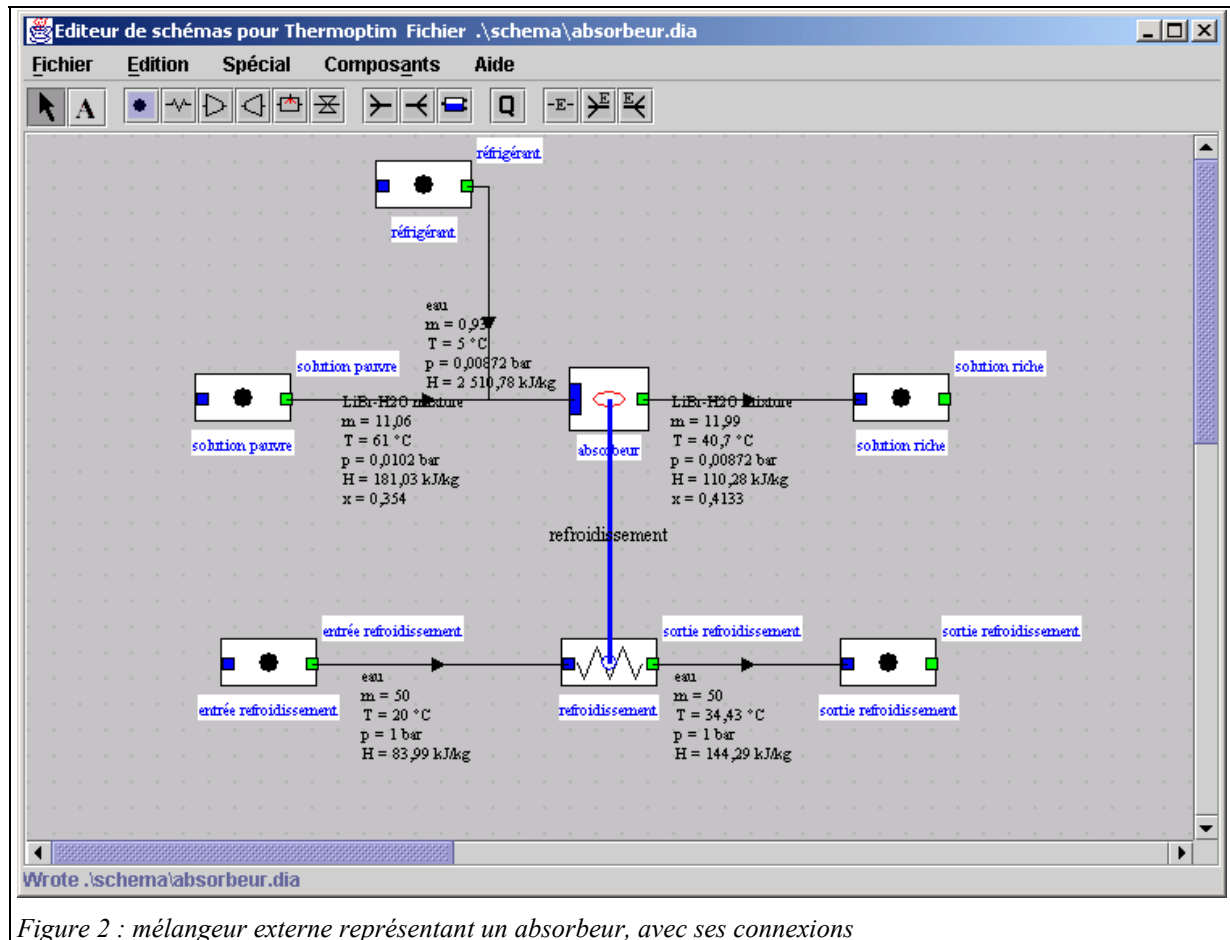 Editeur de schémas pour Thermoptim Fichier .\schema\absorbeur.dia
Fichier Edition Spécial Composants Aide
A Q -E- E E
réfrigérant
réfrigérant
eau
m = 0,93
T = 5 °C
p = 0,00872 bar
H = 2 510,78 kJ/kg
solution pauvre
solution pauvre
LiBr-H2O mixture
m = 11,06
T = 61 °C
p = 0,0102 bar
H = 181,03 kJ/kg
x = 0,354
absorbeur
LiBr-H2O mixture
m = 11,99
T = 40,7 °C
p = 0,00872 bar
H = 110,28 kJ/kg
x = 0,4133
solution riche
solution riche
refroidissement
entrée refroidissement
entrée refroidissement
eau
m = 50
T = 20 °C
p = 1 bar
H = 83,99 kJ/kg
refroidissement
sortie refroidissement
eau
m = 50
T = 34,43 °C
p = 1 bar
H = 144,29 kJ/kg
sortie refroidissement
sortie refroidissement
Wrote .\schema\absorbeur.dia
Figure 2 : mélangeur externe représentant un absorbeur, avec ses connexions